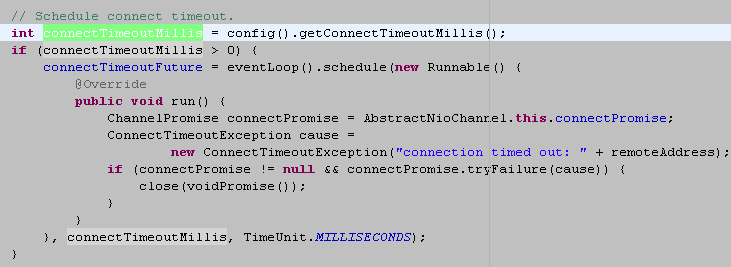 // Schedule connect timeout.
int connectTimeoutMillis = config().getConnectTimeoutMillis();
if (connectTimeoutMillis > 0) {
connectTimeoutFuture = eventLoop().schedule(new Runnable() {
@Override
public void run() {
ChannelPromise connectPromise = AbstractNioChannel.this.connectPromise;
ConnectTimeoutException cause =
new ConnectTimeoutException("connection timed out: " + remoteAddress);
if (connectPromise != null && connectPromise.tryFailure(cause)) {
close(voidPromise());
}
}
}, connectTimeoutMillis, TimeUnit.MILLISECONDS);
}